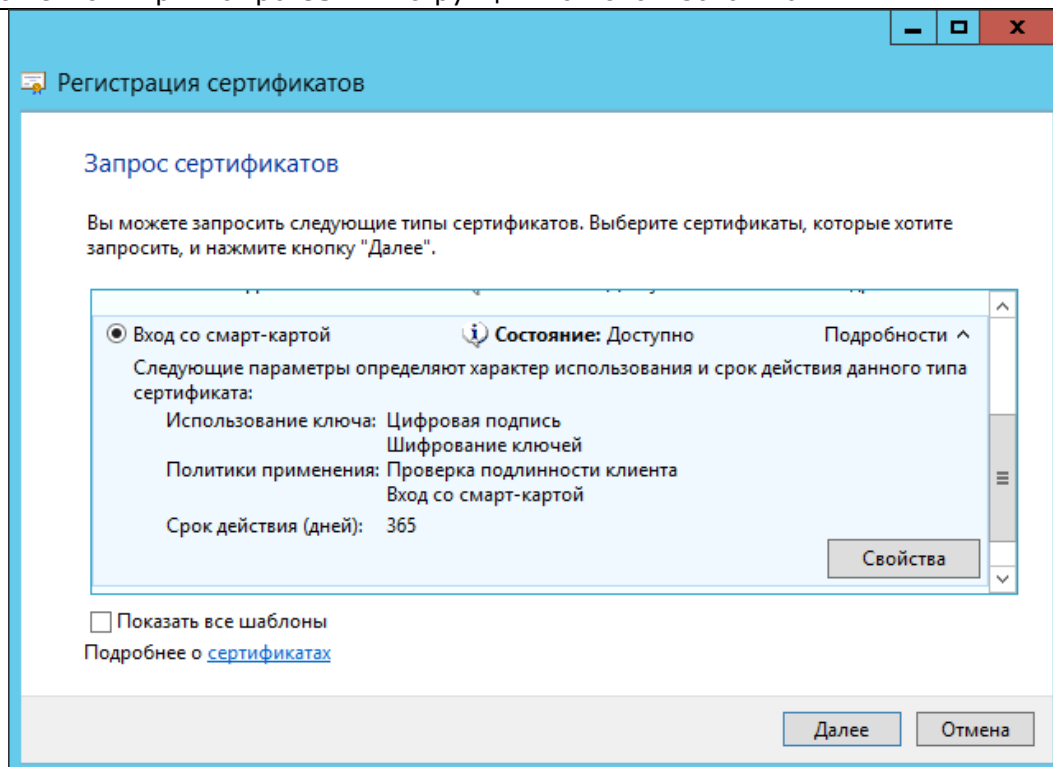 Регистрация сертификатов
Запрос сертификатов
Вы можете запросить следующие типы сертификатов. Выберите сертификаты, которые хотите
запросить, и нажмите кнопку "Далее".
Вход со смарт-картой Состояние: Доступно Подробности
Следующие параметры определяют характер использования и срок действия данного типа
сертификата:
Использование ключа: Цифровая подпись
Шифрование ключей
Политики применения: Проверка подлинности клиента
Вход со смарт-картой
Срок действия (дней): 365
Свойства
Показать все шаблоны
Подробнее о сертификатах
Далее Отмена